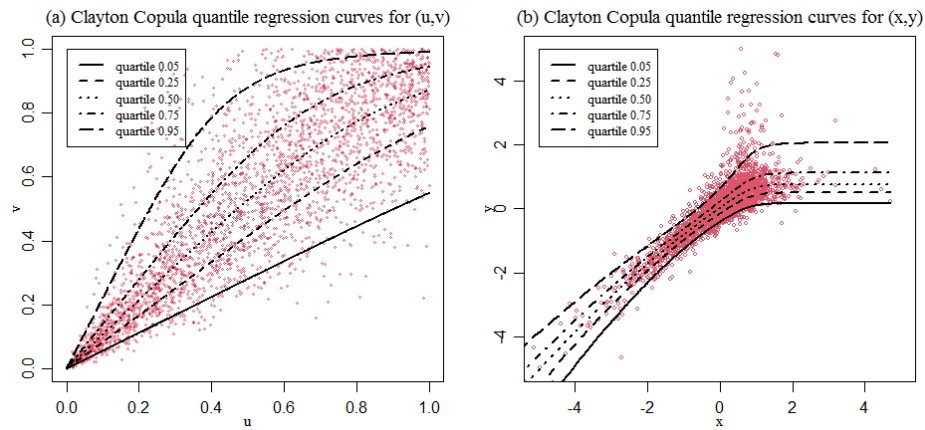 (a) Clayton Copula quantile regression curves for (u,v)
quartile 0.05
quartile 0.25
quartile 0.50
quartile 0.75
quartile 0.95
v
0.0
0.2
0.4
0.6
0.8
1.0
0.0 0.2 0.4 0.6 0.8 1.0
u
(b) Clayton Copula quantile regression curves for (x,y)
quartile 0.05
quartile 0.25
quartile 0.50
quartile 0.75
quartile 0.95
y
4
2
0
-2
-4
-4 -2 0 2 4
x